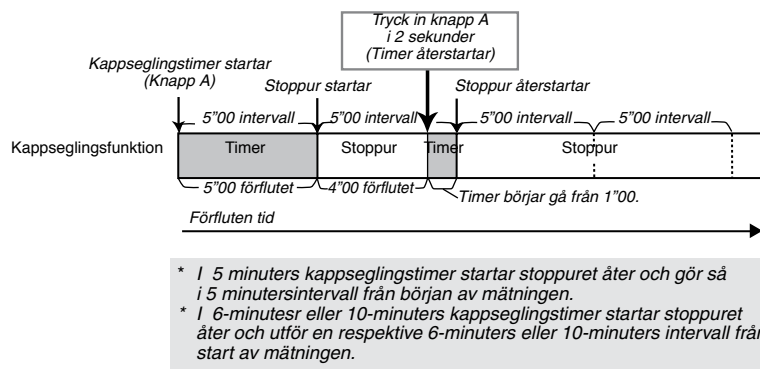 Tryck in knapp A
i 2 sekunder
(Timer återstartar)
Kappseglingstimer startar
(Knapp A)
Stoppur startar
Stoppur återstartar
5"00 intervall
5"00 intervall
5"00 intervall
5"00 intervall
Kappseglingsfunktion
Timer
Stoppur
Timer
Stoppur
5"00 förflutet
4"00 förflutet
Timer börjar gå från 1"00.
Förfluten tid
* I 5 minuters kappseglingstimer startar stoppuret åter och gör så
i 5 minutersintervall från början av mätningen.
* I 6-minutesr eller 10-minuters kappseglingstimer startar stoppuret
åter och utför en respektive 6-minuters eller 10-minuters intervall från
start av mätningen.